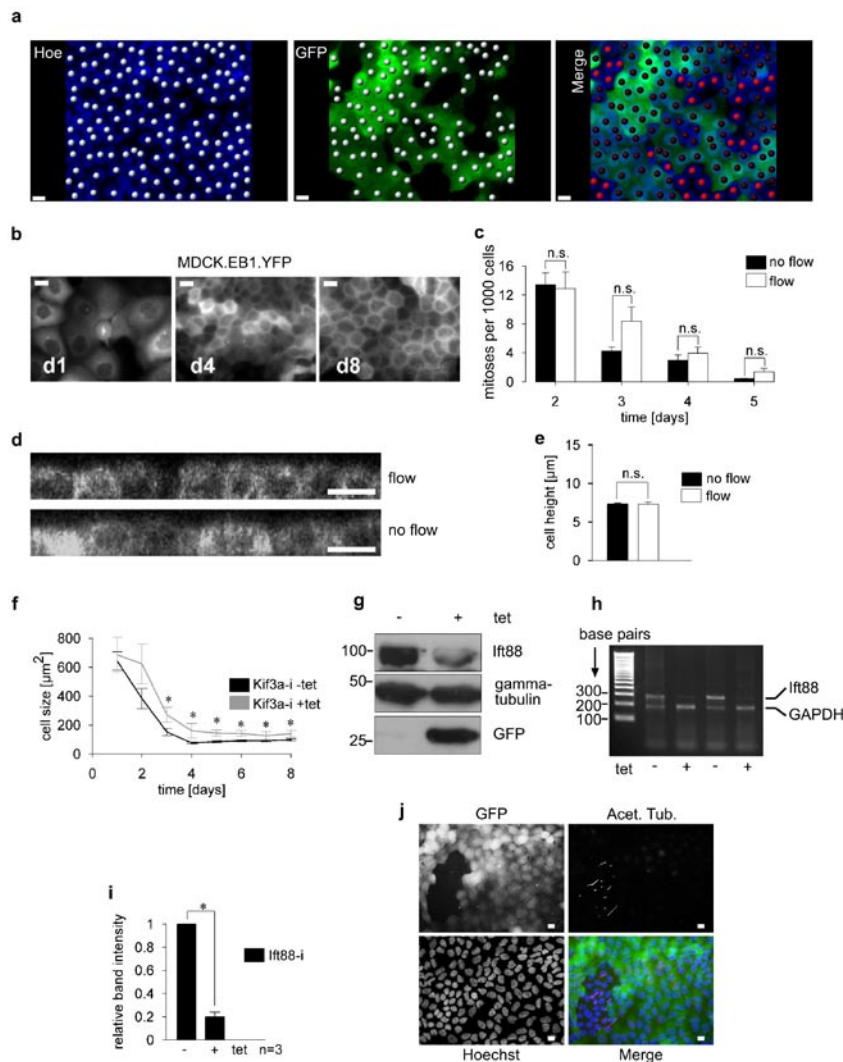 a
Hoe
GFP
Merge
b
MDCK.EB1.YFP
d1
d4
d8
c
mitoses per 1000 cells
16
12
8
4
0
n.s.
n.s.
n.s.
n.s.
no flow
flow
2 3 4 5
time [days]
d
flow
no flow
e
cell height [µm]
15
10
5
0
n.s.
no flow
flow
f
cell size [µm²]
800
600
400
200
0
* * * * * *
Kif3a-i -tet
Kif3a-i +tet
0 2 4 6 8
time [days]
g
- + tet
100
Ift88
50
gamma-
tubulin
25
GFP
h
base pairs
300
200
100
Ift88
GAPDH
tet - + - +
i
relative band intensity
1
0.8
0.6
0.4
0.2
0
*
Ift88-i
- + tet n=3
j
GFP
Acet. Tub.
Hoechst
Merge